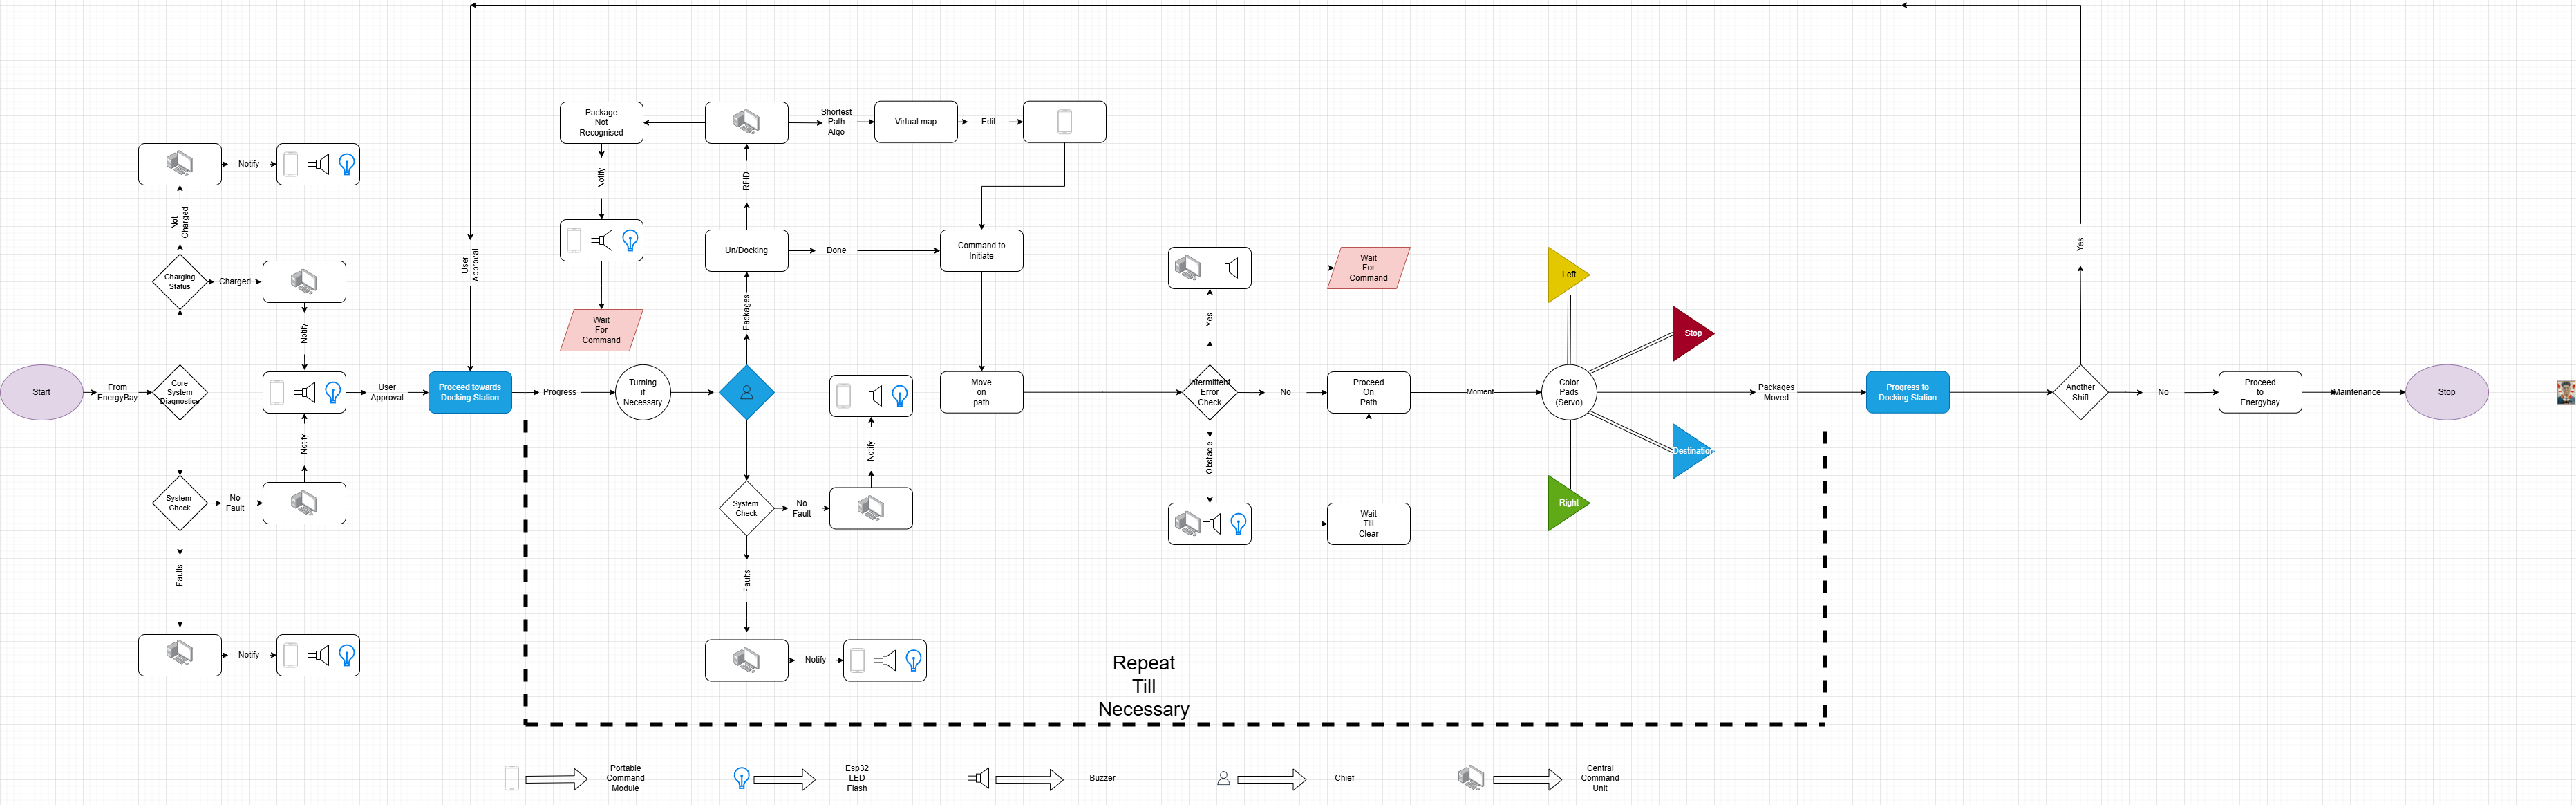 Start
From
EnergyBay
Core
System
Diagnostics
Charging
Status
Not
Charged
Notify
Charged
Notify
System
Check
No
Fault
Notify
Faults
Notify
User
Approval
User
Approval
Proceed towards
Docking Station
Progress
Turning
if
Necessary
Package
Not
Recognised
Notify
Wait
For
Command
Packages
Un/Docking
RFID
Done
Shortest
Path
Algo
Virtual map
Edit
Command to
Initiate
Move
on
path
System
Check
No
Fault
Notify
Faults
Notify
Intermittent
Error
Check
Yes
Wait
For
Command
No
Obstacle
Wait
Till
Clear
Proceed
On
Path
Moment
Color
Pads
(Servo)
Left
Stop
Destination
Right
Packages
Moved
Progress to
Docking Station
Another
Shift
Yes
No
Proceed
to
Energybay
Maintenance
Stop
Repeat
Till
Necessary
Portable
Command
Module
Esp32
LED
Flash
Buzzer
Chief
Central
Command
Unit